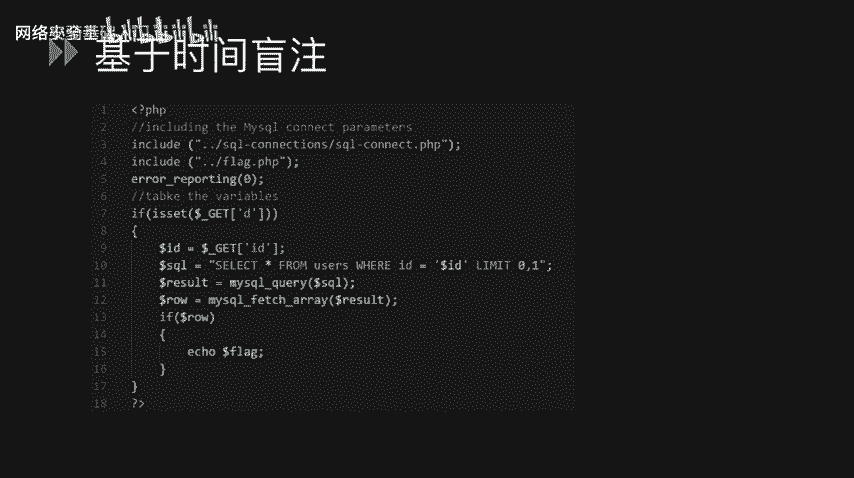 网络安全基础入门
基于时间盲注
1 <?php
2 //including the Mysql connect parameters
3 include ("../sql-connections/sql-connect.php");
4 include ("../flag.php");
5 error_reporting(0);
6 //tabke the variables
7 if(isset($_GET['d']))
8 {
9 $id = $_GET['id'];
10 $sql = "SELECT * FROM users WHERE id = '$id' LIMIT 0,1";
11 $result = mysql_query($sql);
12 $row = mysql_fetch_array($result);
13 if($row)
14 {
15 echo $flag;
16 }
17 }
18 ?>